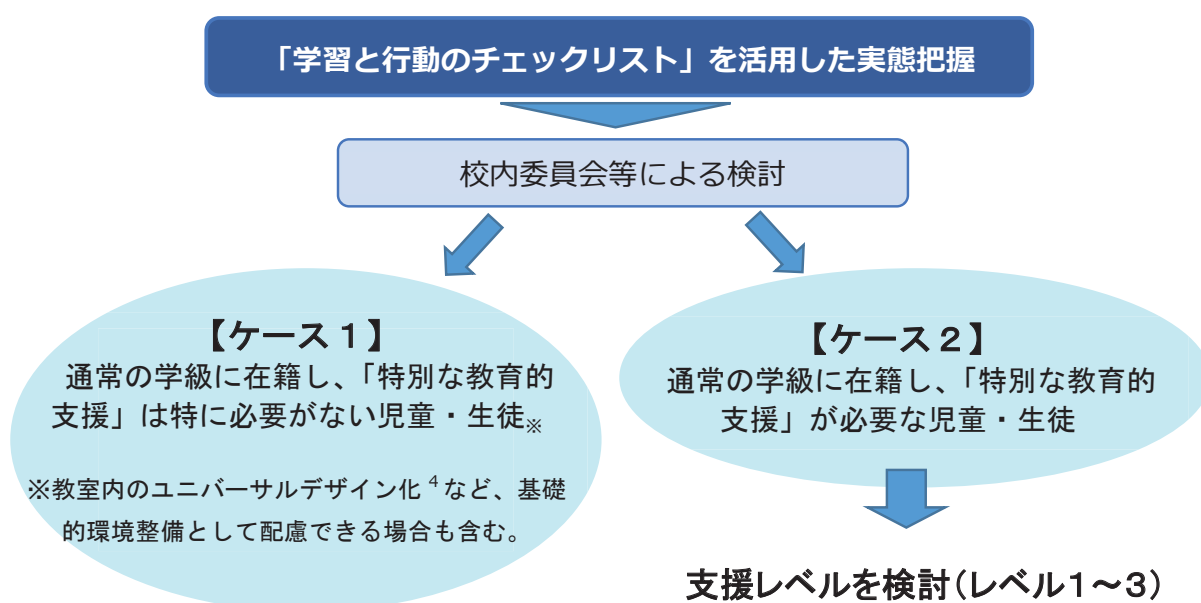 「学習と行動のチェックリスト」を活用した実態把握
校内委員会等による検討
【ケース１】
通常の学級に在籍し、「特別な教育的
支援」は特に必要がない児童・生徒※
※教室内のユニバーサルデザイン化４など、基礎
的環境整備として配慮できる場合も含む。
【ケース２】
通常の学級に在籍し、「特別な教育的
支援」が必要な児童・生徒
支援レベルを検討（レベル１～３）